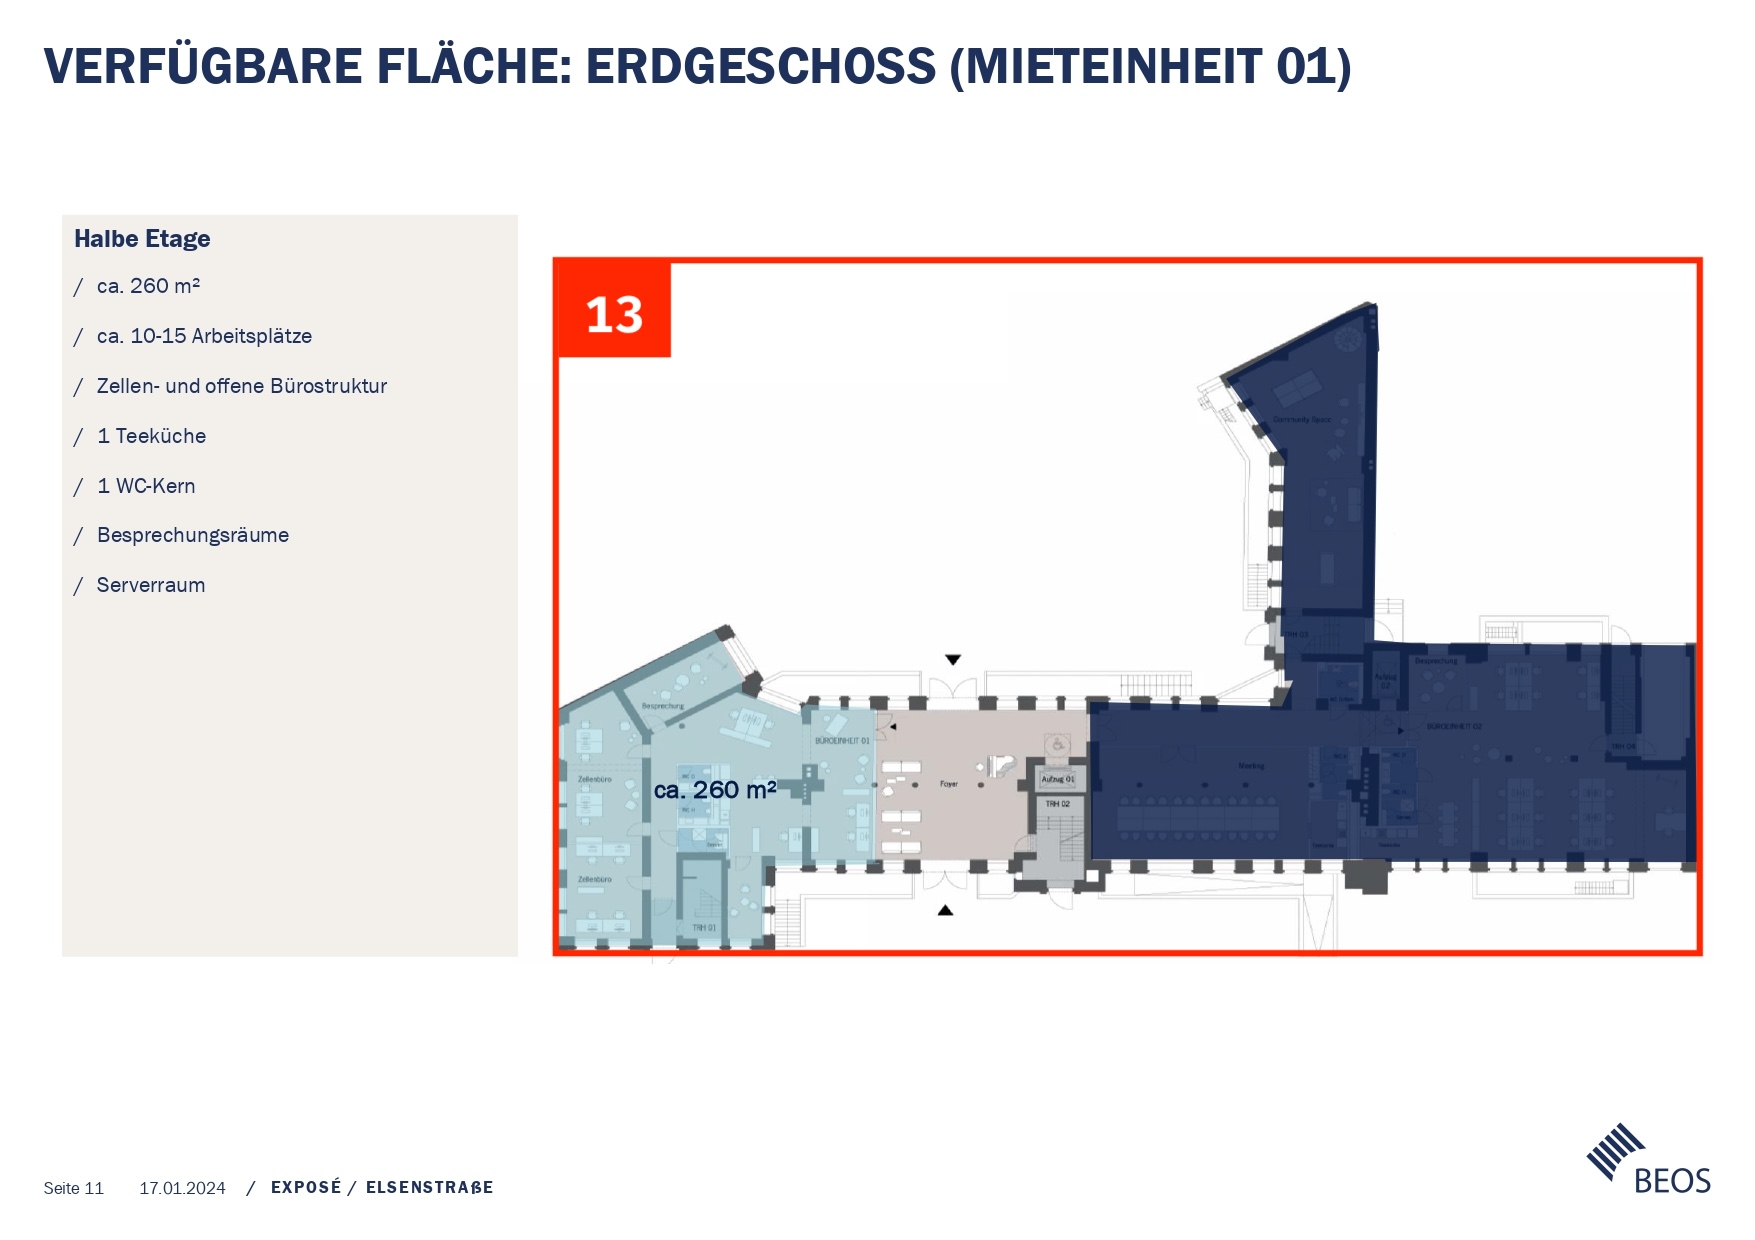 VERFÜGBARE FLÄCHE: ERDGESCHOSS (MIETEINHEIT 01)
Halbe Etage
/ ca. 260 m²
/ ca. 10-15 Arbeitsplätze
/ Zellen- und offene Bürostruktur
/ 1 Teeküche
/ 1 WC-Kern
/ Besprechungsräume
/ Serverraum
13
Community Space
TRH 03
Besprechung
Aufzug
02
BÜROEINHEIT 02
TRH 04
Meeting
Besprechung
BÜROEINHEIT 01
Zellenbüro
ca. 260 m²
Foyer
Aufzug 01
TRH 02
Zellenbüro
TRH 01
Seite 11 17.01.2024 / EXPOSÉ / ELSENSTRAßE
BEOS